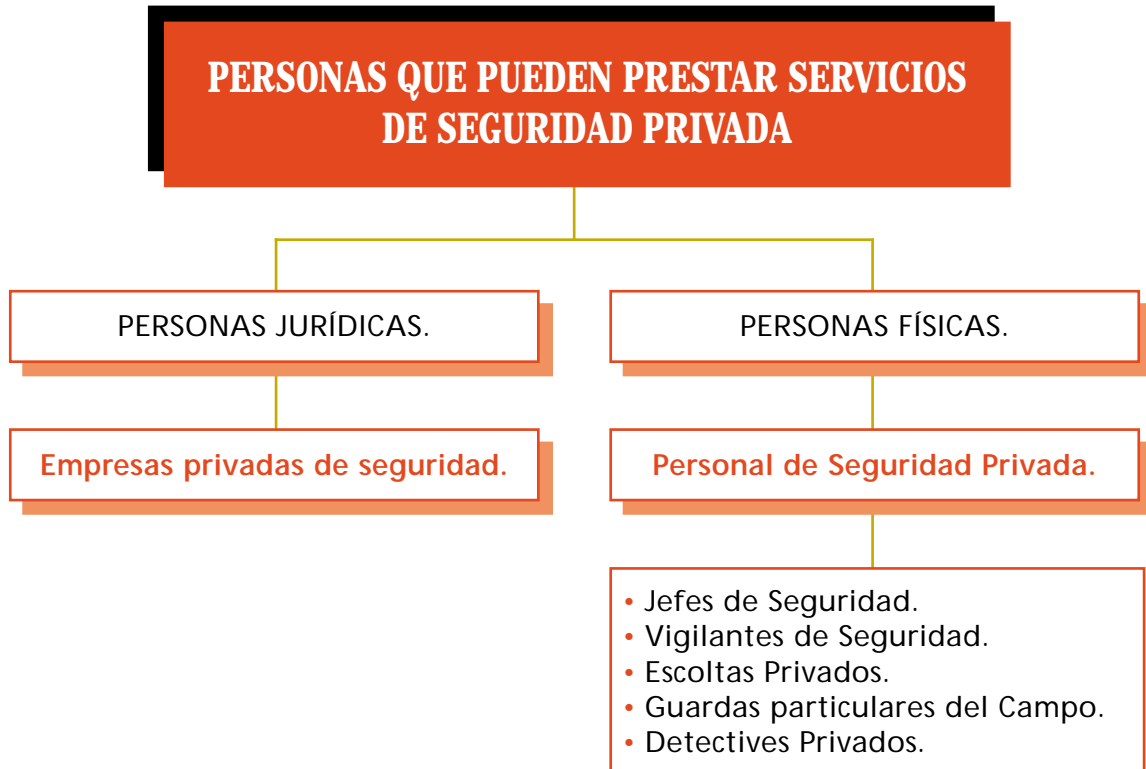 PERSONAS QUE PUEDEN PRESTAR SERVICIOS
DE SEGURIDAD PRIVADA
PERSONAS JURÍDICAS.
PERSONAS FÍSICAS.
Empresas privadas de seguridad.
Personal de Seguridad Privada.
• Jefes de Seguridad.
• Vigilantes de Seguridad.
• Escoltas Privados.
• Guardas particulares del Campo.
• Detectives Privados.